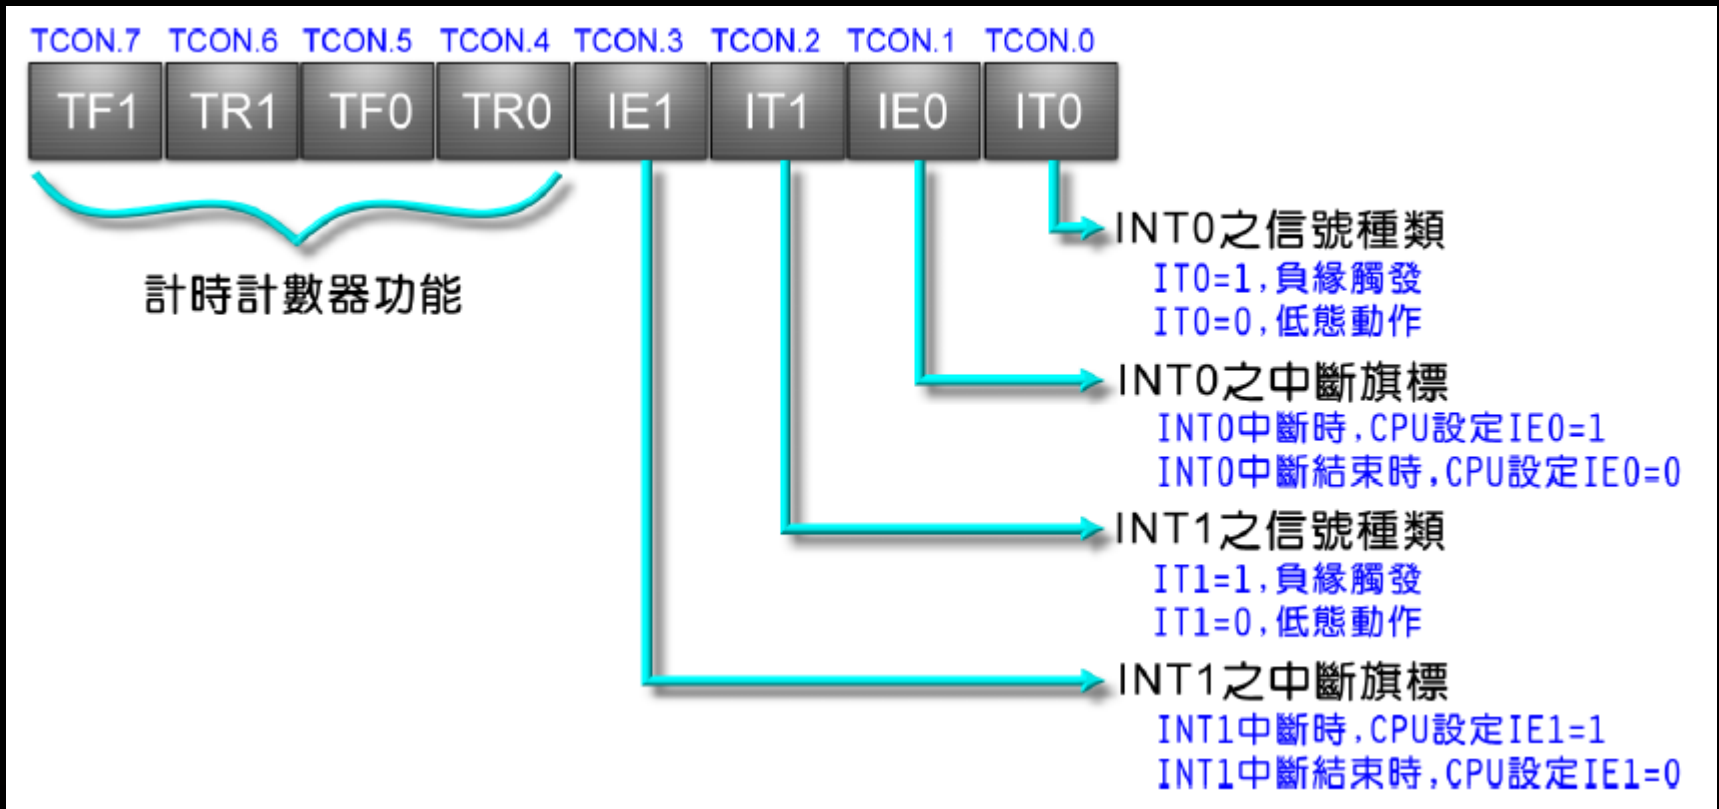 TCON.7 TCON.6 TCON.5 TCON.4 TCON.3 TCON.2 TCON.1 TCON.0
TF1 TR1 TF0 TR0 IE1 IT1 IE0 IT0
計時計數器功能
INT0之信號種類
IT0=1,負緣觸發
IT0=0,低態動作
INT0之中斷旗標
INT0中斷時,CPU設定IE0=1
INT0中斷結束時,CPU設定IE0=0
INT1之信號種類
IT1=1,負緣觸發
IT1=0,低態動作
INT1之中斷旗標
INT1中斷時,CPU設定IE1=1
INT1中斷結束時,CPU設定IE1=0